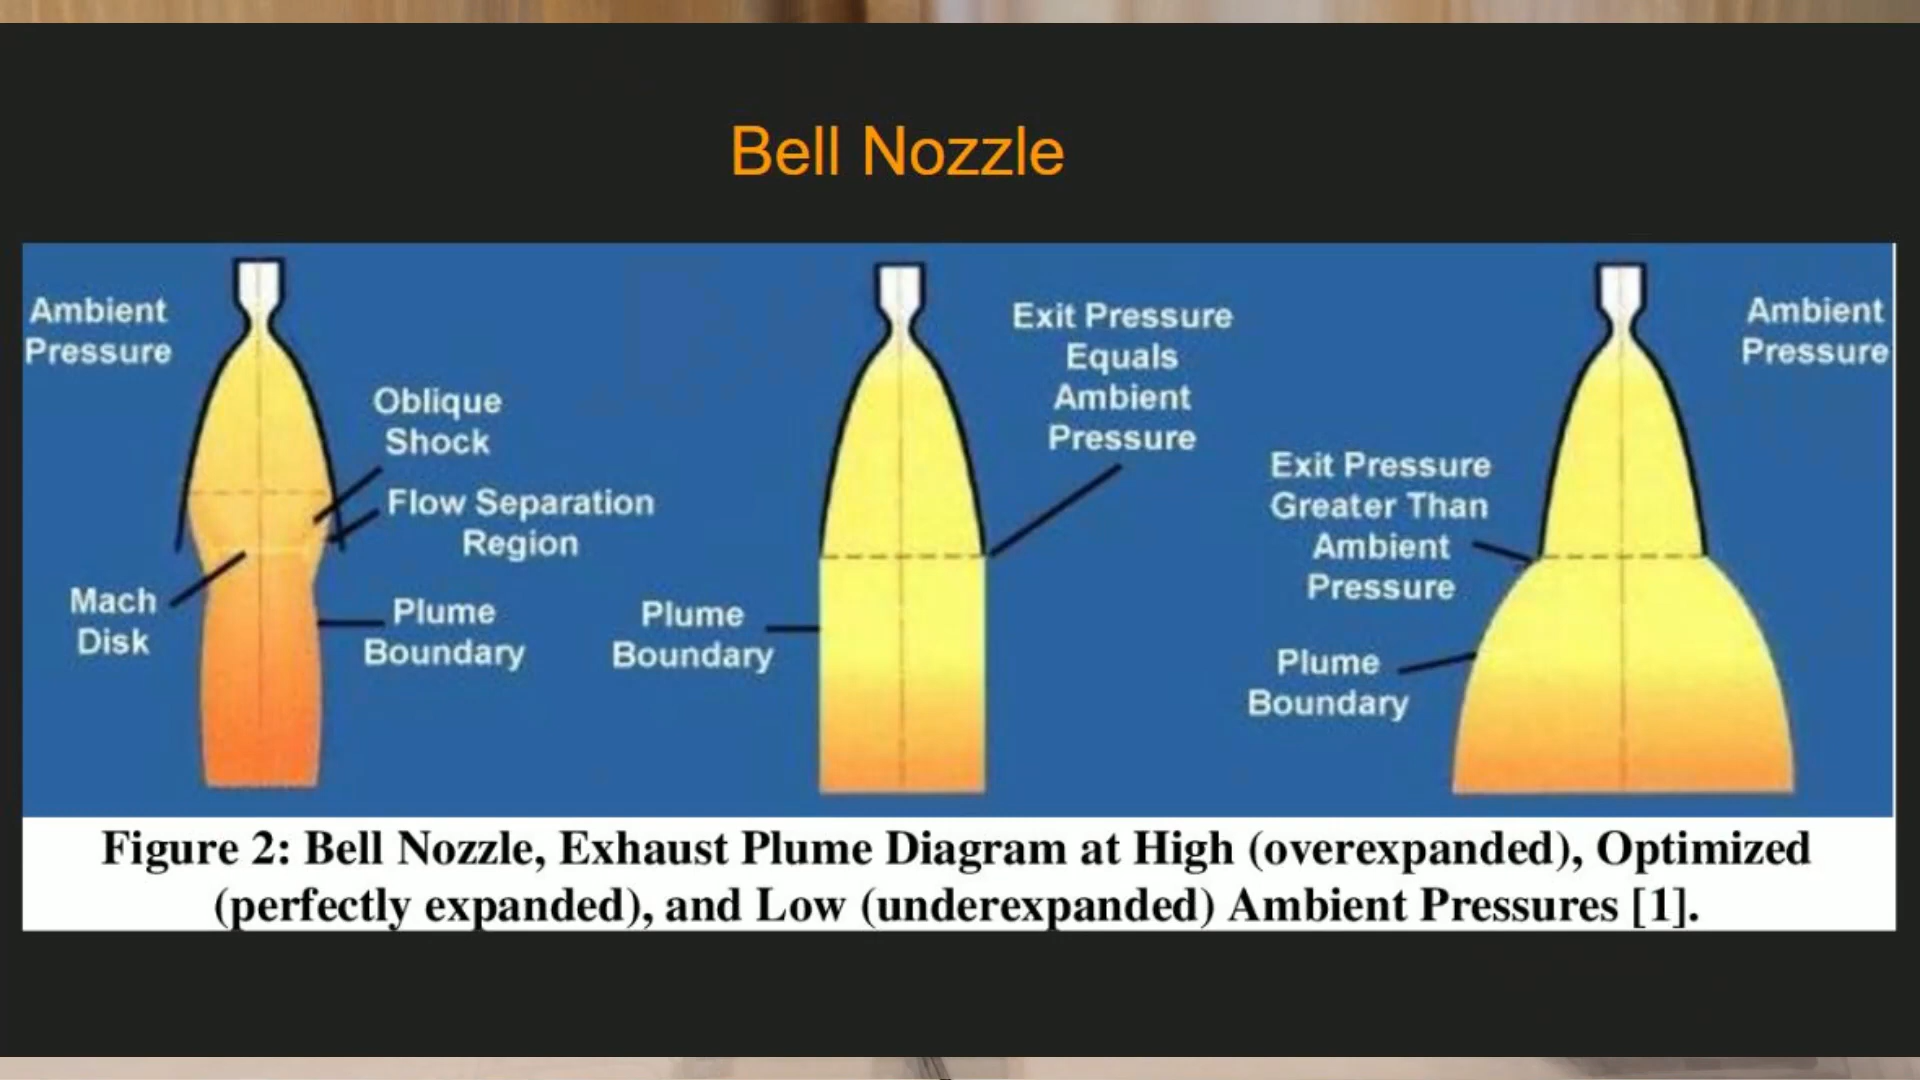 Bell Nozzle
Ambient
Pressure
Oblique
Shock
Flow Separation
Region
Mach
Disk
Plume
Boundary
Plume
Boundary
Exit Pressure
Equals
Ambient
Pressure
Exit Pressure
Greater Than
Ambient
Pressure
Plume
Boundary
Ambient
Pressure
Figure 2: Bell Nozzle, Exhaust Plume Diagram at High (overexpanded), Optimized
(perfectly expanded), and Low (underexpanded) Ambient Pressures [1].